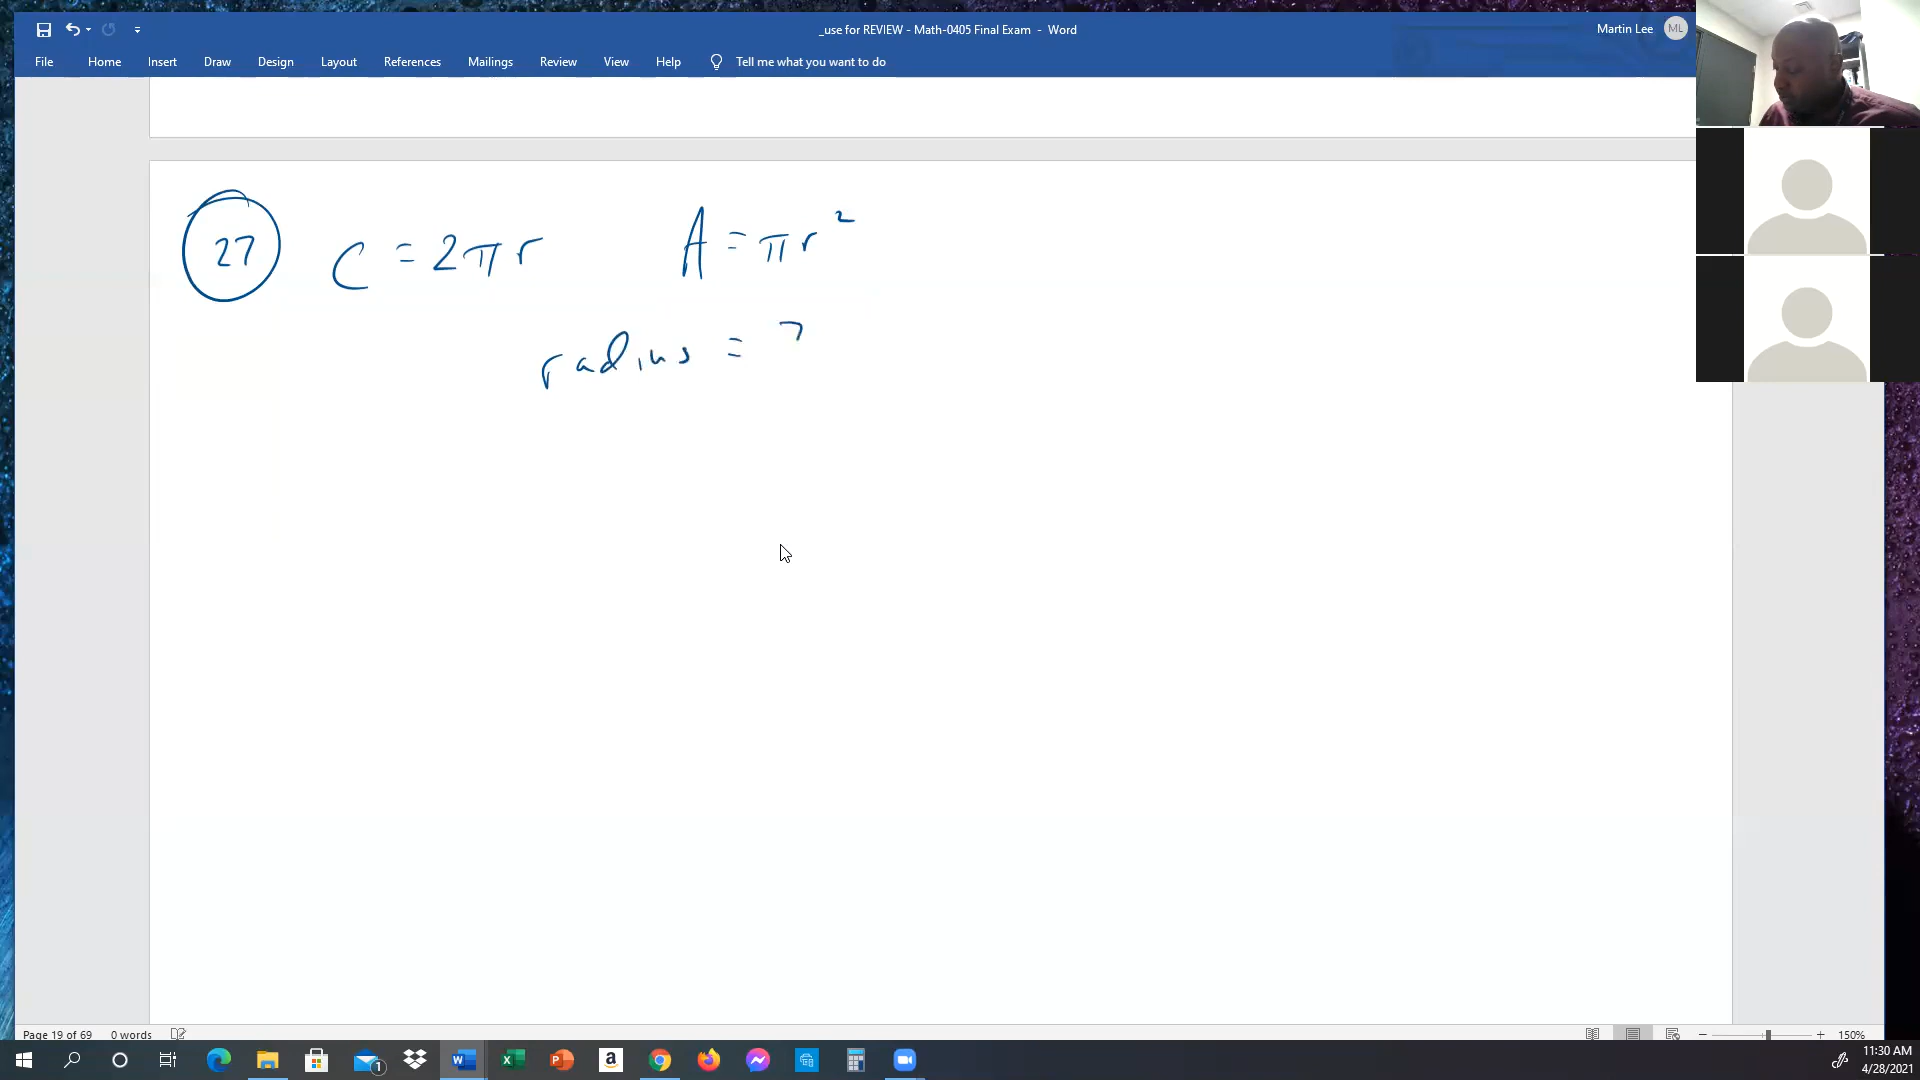 _use for REVIEW - Math-0405 Final Exam - Word
Martin Lee ML
File Home Insert Draw Design Layout References Mailings Review View Help Tell me what you want to do
27 C = 2πr A = πr²
radius = 7
Page 19 of 69 0 words 150%
11:30 AM
4/28/2021